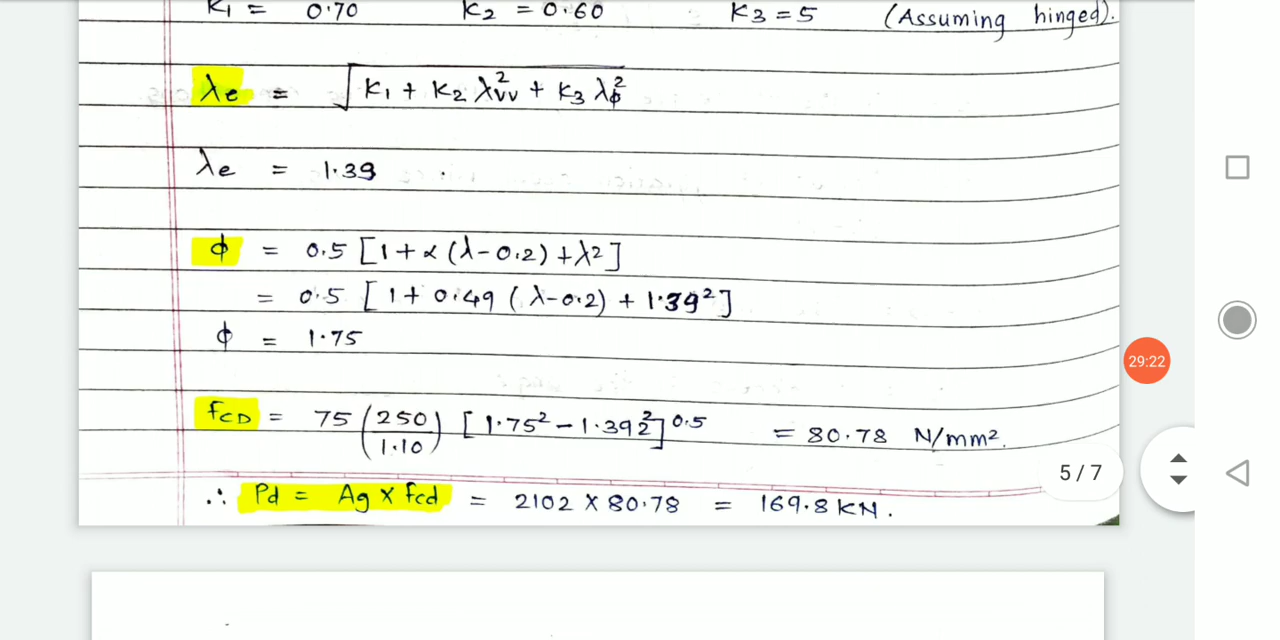 K1 = 0.70 K2 = 0.60 K3 = 5 (Assuming hinged).
λe = √K1 + K2 λvv² + K3 λϕ²
λe = 1.39
ϕ = 0.5 [1 + α (λ - 0.2) + λ2]
= 0.5 [1 + 0.49 (λ - 0.2) + 1.39²]
ϕ = 1.75
29:22
fCD = 75 (250/1.10) [1.75² - 1.39²]^0.5 = 80.78 N/mm².
5 / 7
∴ Pd = Ag × fcd = 2102 × 80.78 = 169.8 KN.